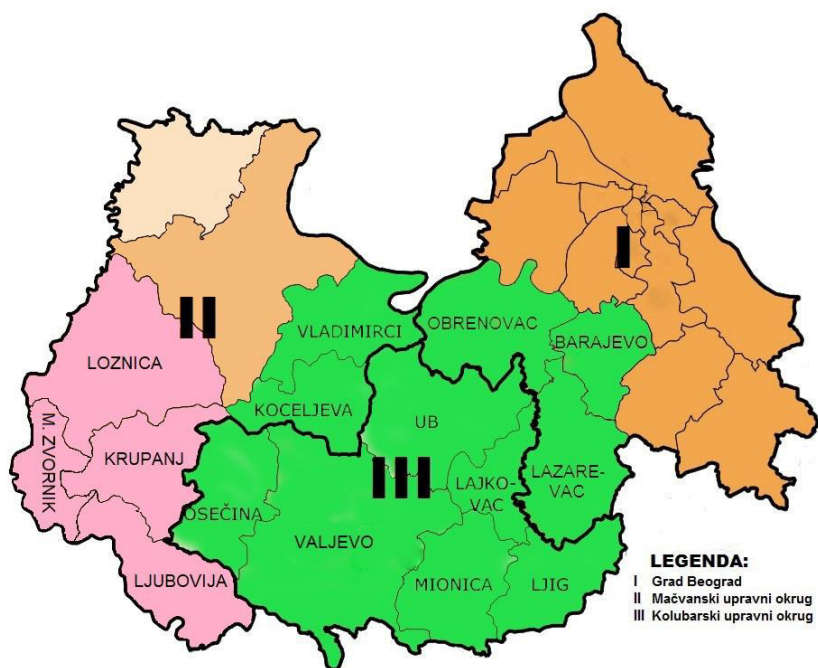 I
II
VLADIMIRCI
OBRENOVAC
BARAJEVO
LOZNICA
KOCELJEVA
UB
M. ZVORNIK
KRUPANJ
III
LAJKO-
VAC
LAZARE-
VAC
OSEČINA
VALJEVO
LJUBOVIJA
MIONICA
LJIG
LEGENDA:
I Grad Beograd
II Mačvanski upravni okrug
III Kolubarski upravni okrug